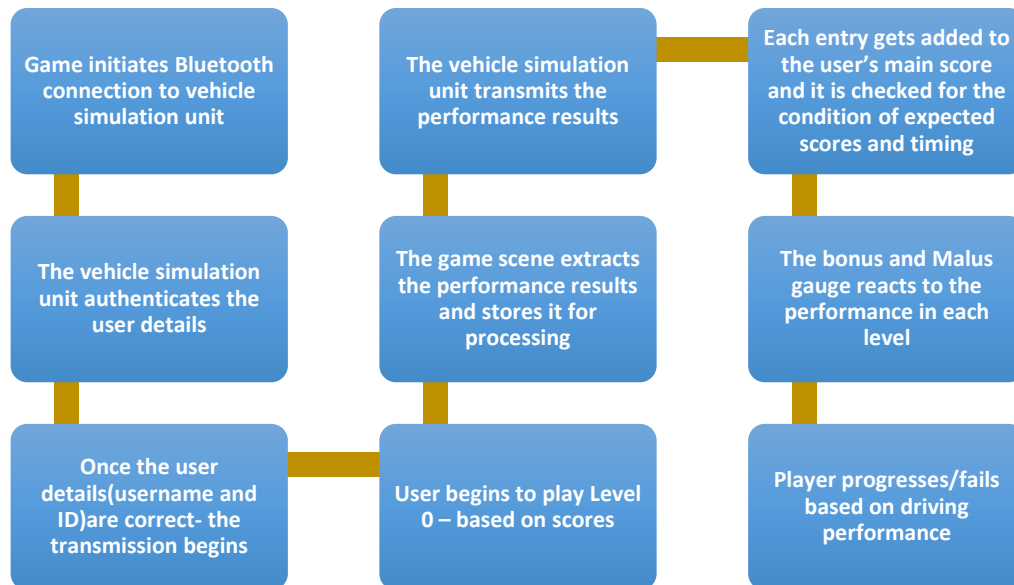 Game initiates Bluetooth
connection to vehicle
simulation unit
The vehicle simulation
unit authenticates the
user details
Once the user
details(username and
ID)are correct- the
transmission begins
User begins to play Level
0 – based on scores
The game scene extracts
the performance results
and stores it for
processing
The vehicle simulation
unit transmits the
performance results
Each entry gets added to
the user’s main score
and it is checked for the
condition of expected
scores and timing
The bonus and Malus
gauge reacts to the
performance in each
level
Player progresses/fails
based on driving
performance